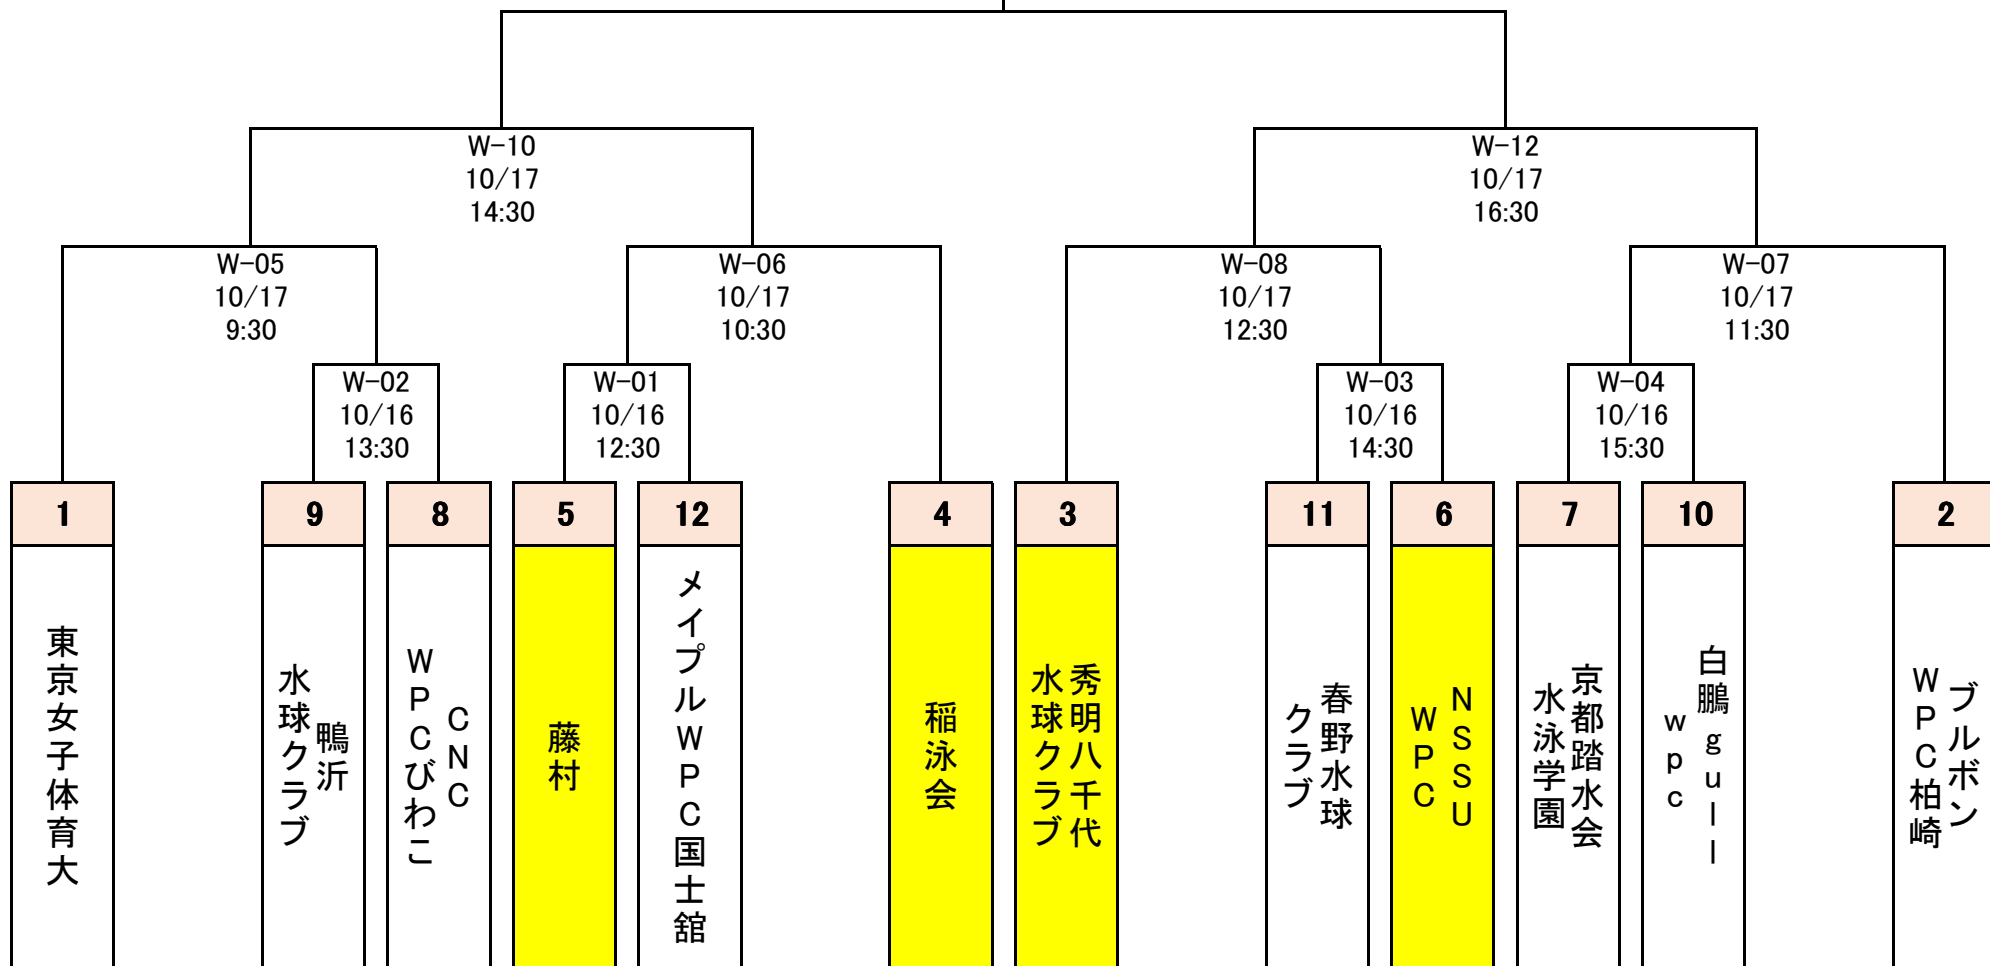 W-10
10/17
14:30
W-12
10/17
16:30
W-05
10/17
9:30
W-06
10/17
10:30
W-08
10/17
12:30
W-07
10/17
11:30
W-02
10/16
13:30
W-01
10/16
12:30
W-03
10/16
14:30
W-04
10/16
15:30
1
9
8
5
12
4
3
11
6
7
10
2
東京女子体育大
鴨沂
水球クラブ
CNC
WPCびわこ
藤村
メイプルWPC国士舘
稲泳会
秀明八千代
水球クラブ
春野水球
クラブ
NSSU
WPC
京都踏水会
水泳学園
白鵬gull
wpc
ブルボン
WPC柏崎